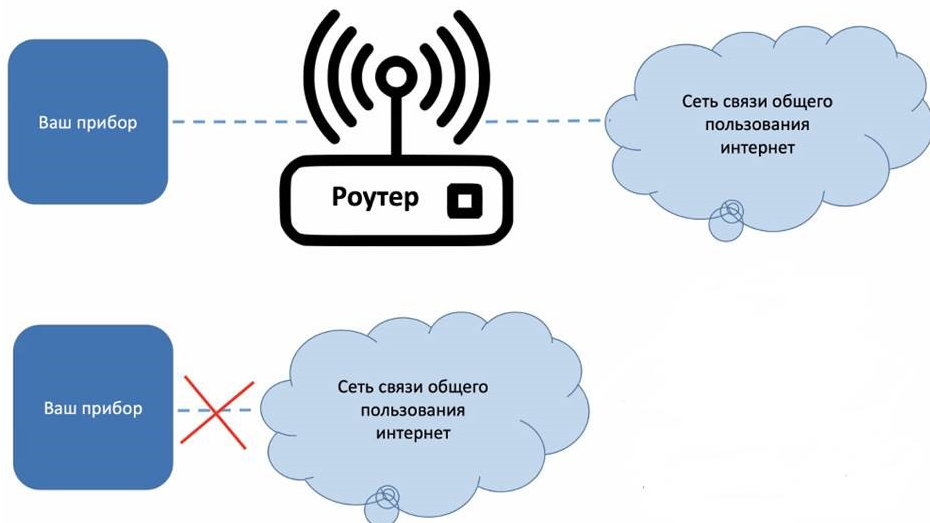 Ваш прибор
Роутер
Сеть связи общего
пользования
интернет
Ваш прибор
Сеть связи общего
пользования
интернет